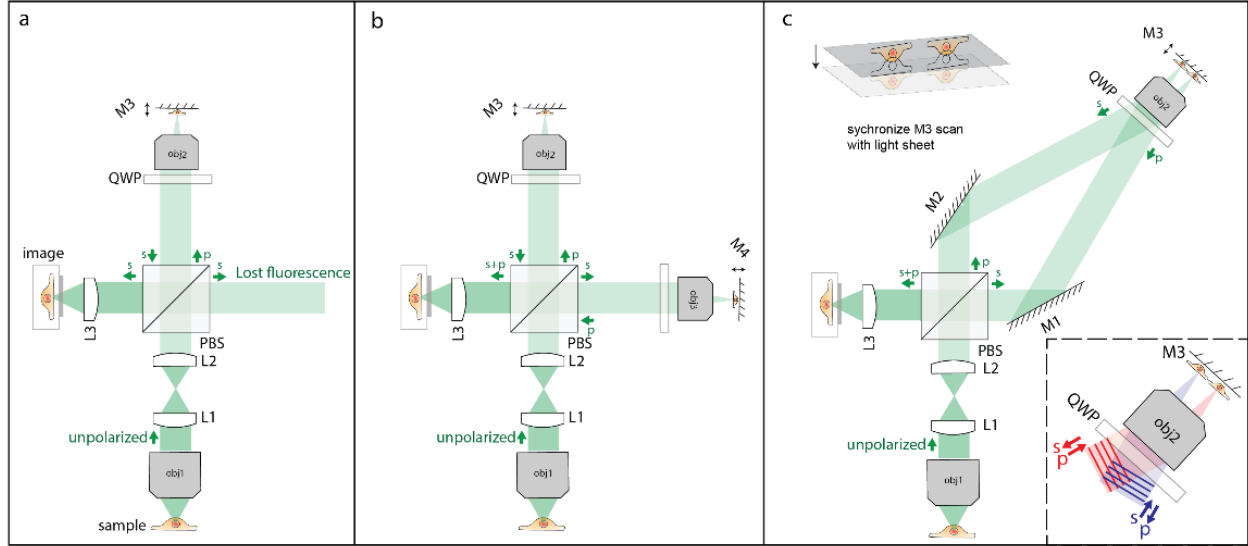 a
M3
obj2
QWP
image
s
p
s
s
Lost fluorescence
L3
PBS
L2
L1
unpolarized
obj1
sample
b
M3
obj2
QWP
s
p
s+p
s
M4
obj3
p
L3
PBS
L2
L1
unpolarized
obj1
c
M3
QWP
obj2
s
p
sychronize M3 scan
with light sheet
M2
p
s+p
s
M1
L3
PBS
L2
L1
unpolarized
obj1
M3
QWP
obj2
s
p
s
p